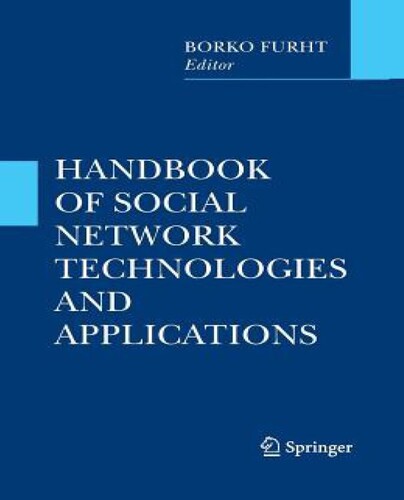 BORKO FURHT
Editor
HANDBOOK
OF SOCIAL
NETWORK
TECHNOLOGIES
AND
APPLICATIONS
Springer